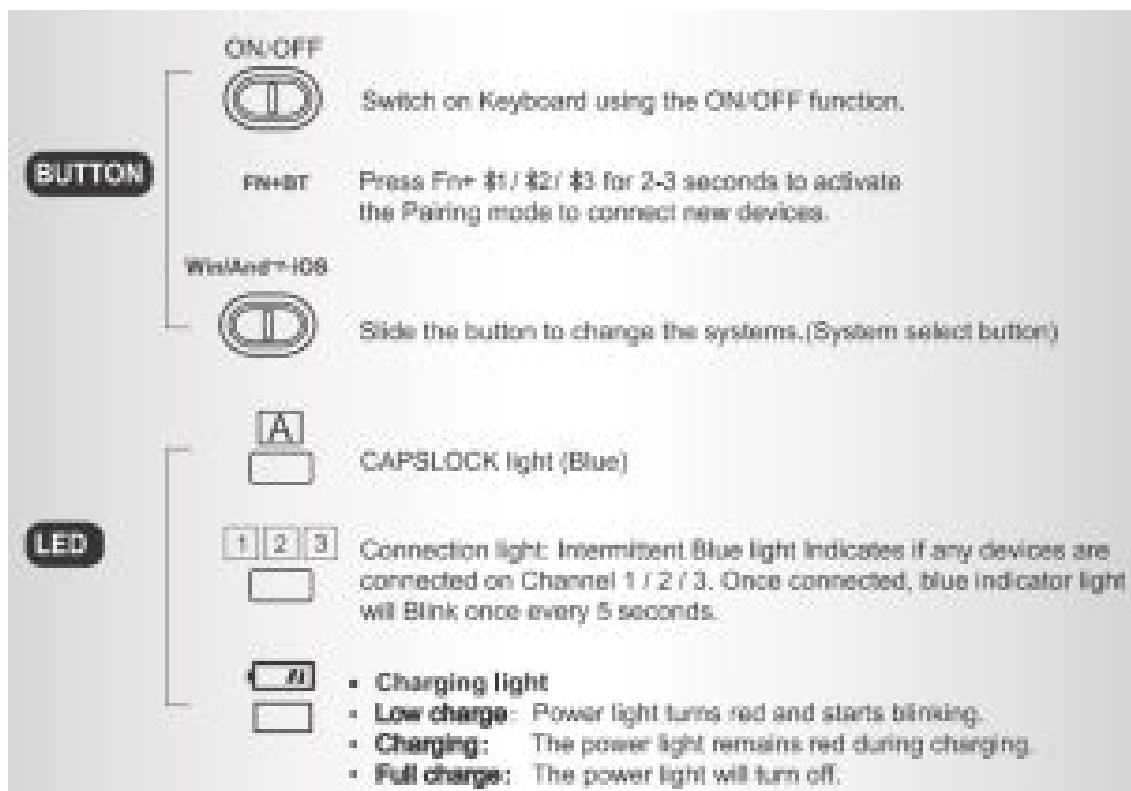 ON/OFF
Switch on Keyboard using the ON/OFF function.
BUTTON
FN+BT
Press Fn+ $1/ $2/ $3 for 2-3 seconds to activate
the Pairing mode to connect new devices.
Win/And IOS
Slide the button to change the systems.(System select button)
A
CAPSLOCK light (Blue)
LED
1 2 3
Connection light: Intermittent Blue light Indicates if any devices are
connected on Channel 1 / 2 / 3. Once connected, blue indicator light
will Blink once every 5 seconds.
• Charging light
• Low charge: Power light turns red and starts blinking.
• Charging: The power light remains red during charging.
• Full charge: The power light will turn off.